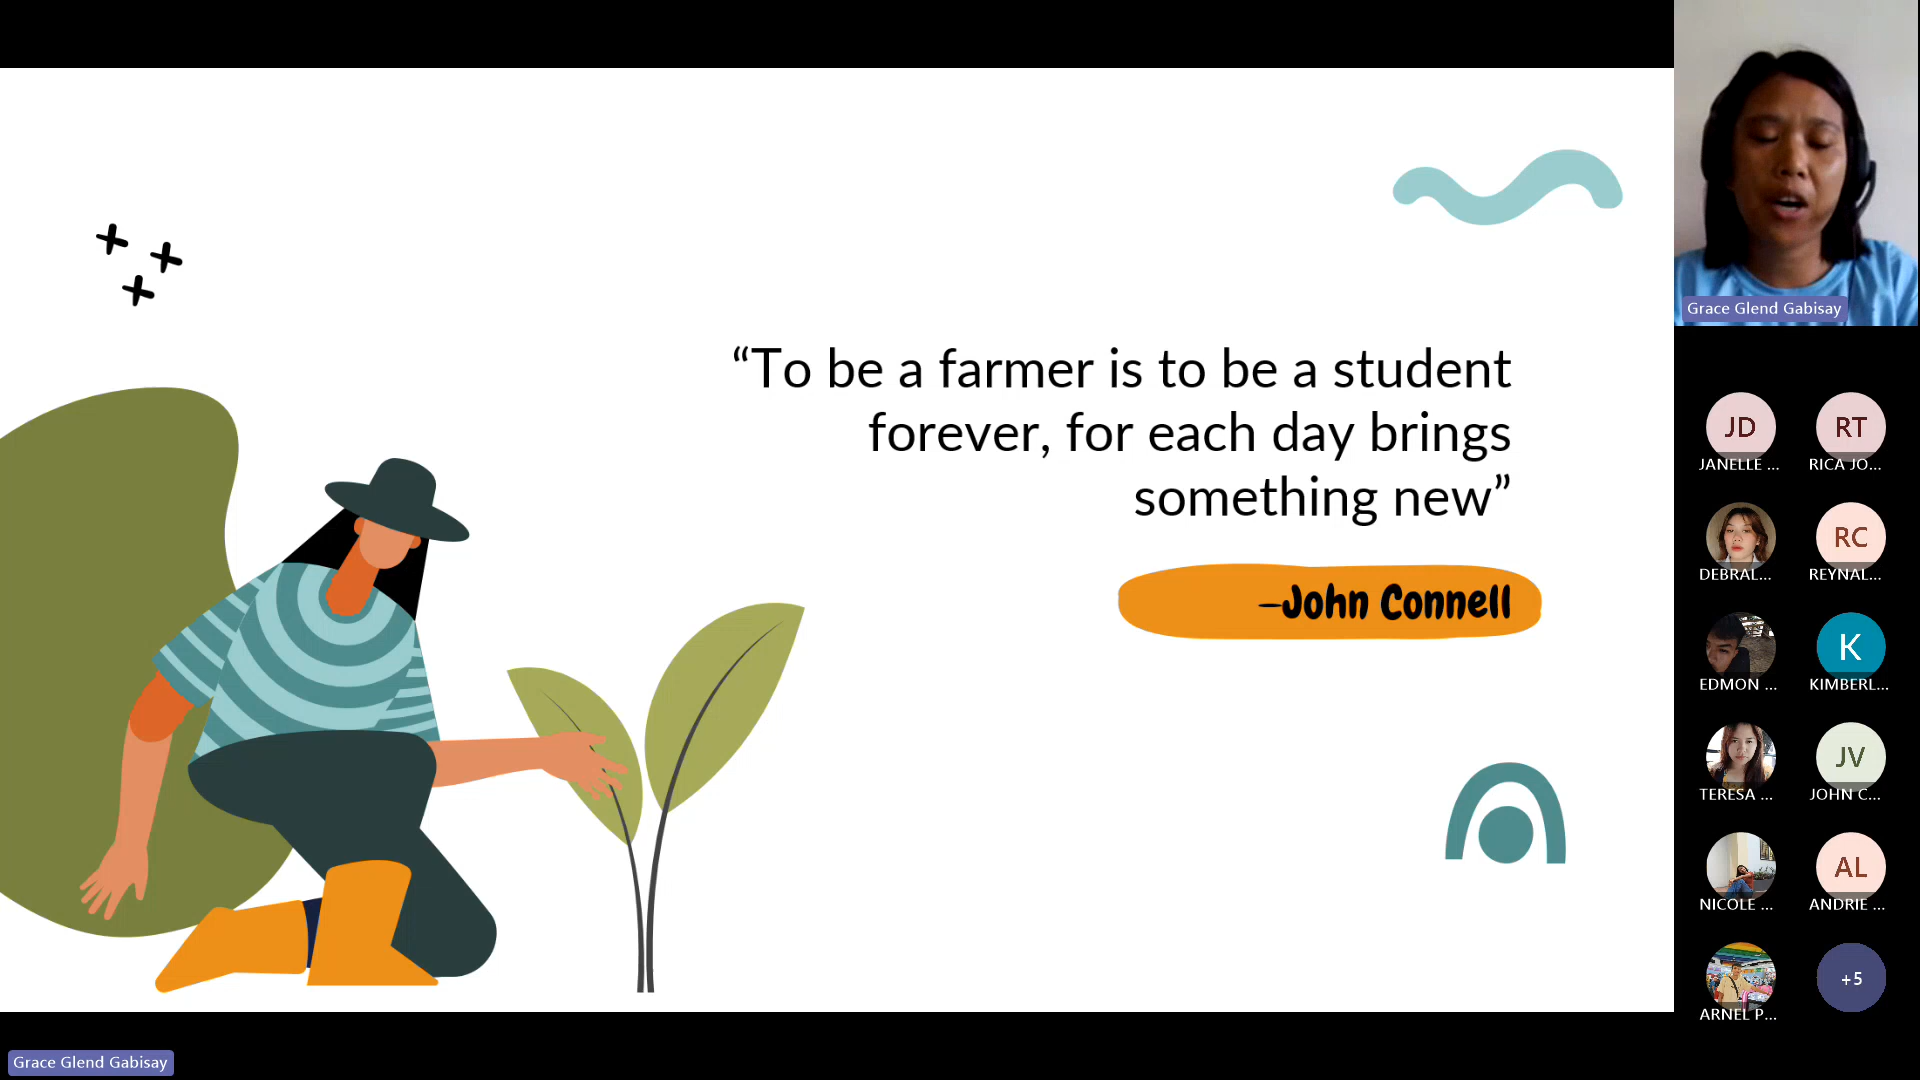 “To be a farmer is to be a student
forever, for each day brings
something new”
–John Connell
Grace Glend Gabisay
JD
JANELLE ...
RT
RICA JO...
DEBRAL...
RC
REYNAL...
EDMON ...
K
KIMBERL...
TERESA ...
JV
JOHN C...
NICOLE ...
AL
ANDRIE ...
ARNEL P...
+5
Grace Glend Gabisay